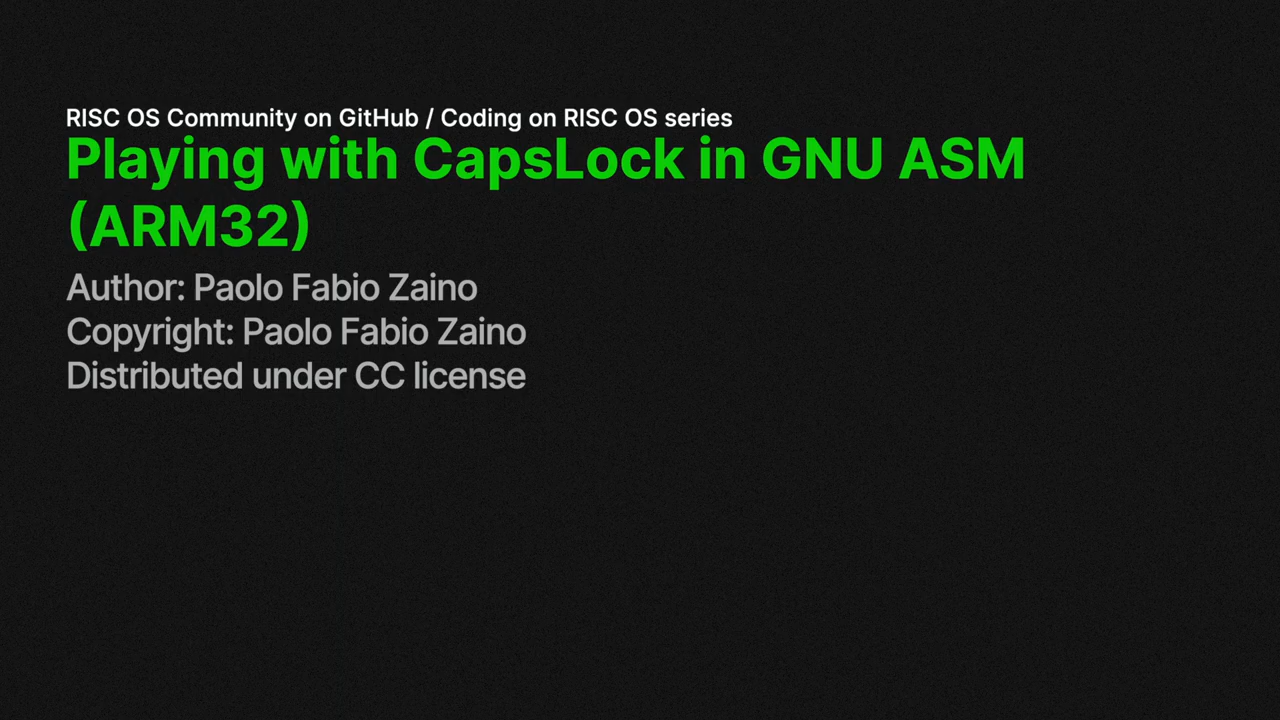 RISC OS Community on GitHub / Coding on RISC OS series
Playing with CapsLock in GNU ASM
(ARM32)
Author: Paolo Fabio Zaino
Copyright: Paolo Fabio Zaino
Distributed under CC license